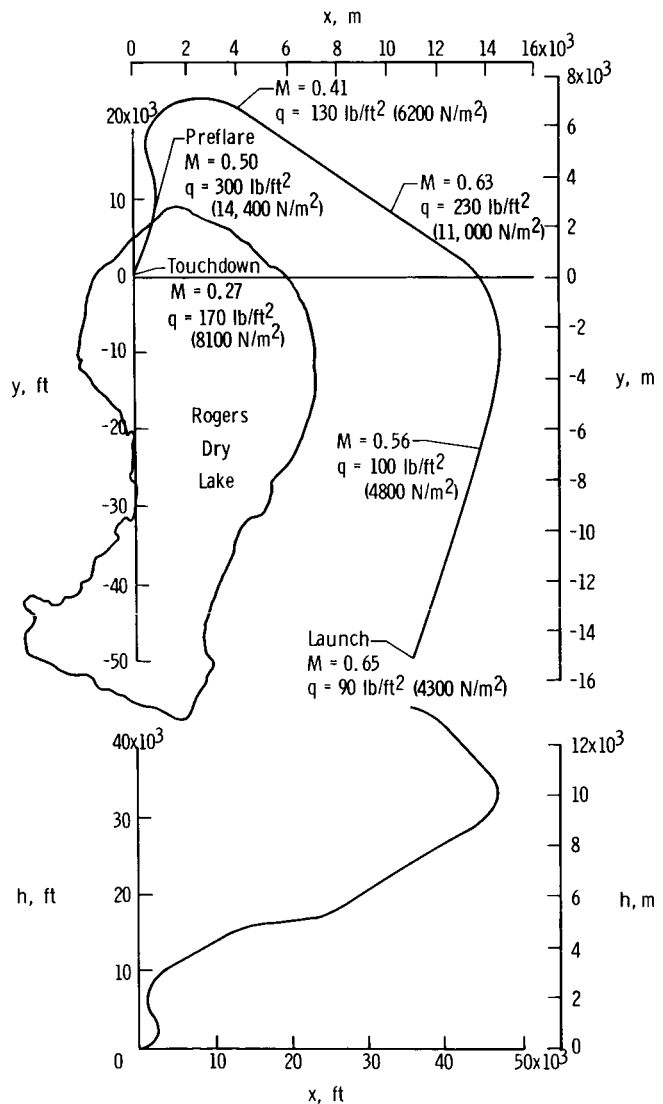 x, m
0 2 4 6 8 10 12 14 16x10³
8x10³
6
4
2
0
-2
-4
-6
-8
-10
-12
-14
-16
y, m
20x10³
10
0
-10
-20
-30
-40
-50
y, ft
M = 0.41
q = 130 lb/ft² (6200 N/m²)
Preflare
M = 0.50
q = 300 lb/ft²
(14,400 N/m²)
M = 0.63
q = 230 lb/ft²
(11,000 N/m²)
Touchdown
M = 0.27
q = 170 lb/ft²
(8100 N/m²)
Rogers
Dry
Lake
M = 0.56
q = 100 lb/ft²
(4800 N/m²)
Launch
M = 0.65
q = 90 lb/ft² (4300 N/m²)
40x10³
30
20
10
0
h, ft
12x10³
10
8
6
4
2
0
h, m
10 20 30 40 50x10³
x, ft